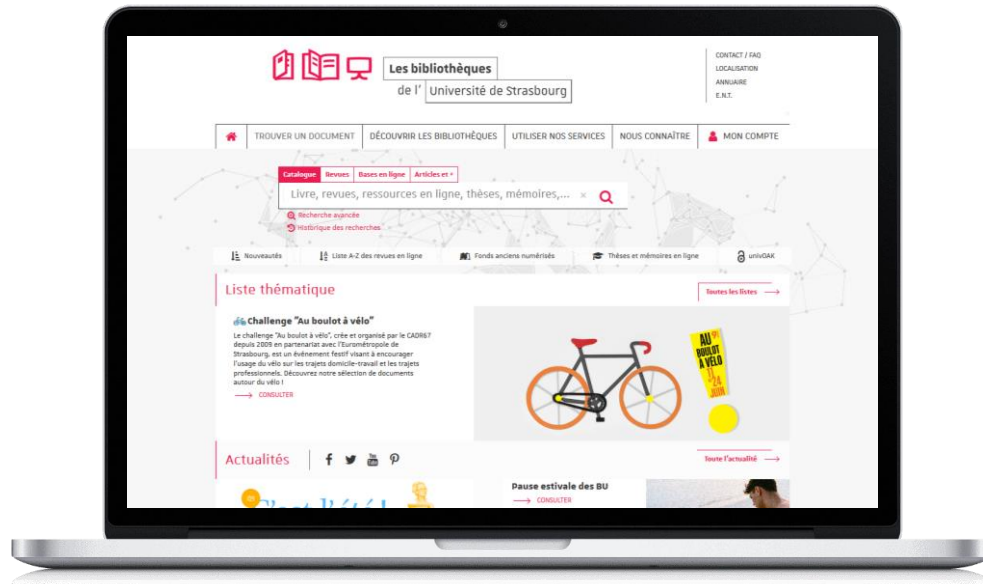 Les bibliothèques
de l' Université de Strasbourg
CONTACT / FAQ
LOCALISATION
ANNUAIRE
E.N.T.
TROUVER UN DOCUMENT
DÉCOUVRIR LES BIBLIOTHÈQUES
UTILISER NOS SERVICES
NOUS CONNAÎTRE
MON COMPTE
Catalogue
Revues
Bases en ligne
Articles et +
Livre, revues, ressources en ligne, thèses, mémoires,... ×
Recherche avancée
Historique des recherches
Nouveautés
Liste A-Z des revues en ligne
Fonds anciens numérisés
Thèses et mémoires en ligne
univOAK
Liste thématique
Toutes les listes
Challenge "Au boulot à vélo"
Le challenge "Au boulot à vélo", crée et organisé par le CADR67
depuis 2009 en partenariat avec l'Eurométropole de
Strasbourg, est un événement festif visant à encourager
l'usage du vélo sur les trajets domicile-travail et les trajets
professionnels. Découvrez notre sélection de documents
autour du vélo !
CONSULTER
AU
BOULOT
À VÉLO
24
JUIN
Actualités
Toute l'actualité
C'est l'été !
Pause estivale des BU
CONSULTER